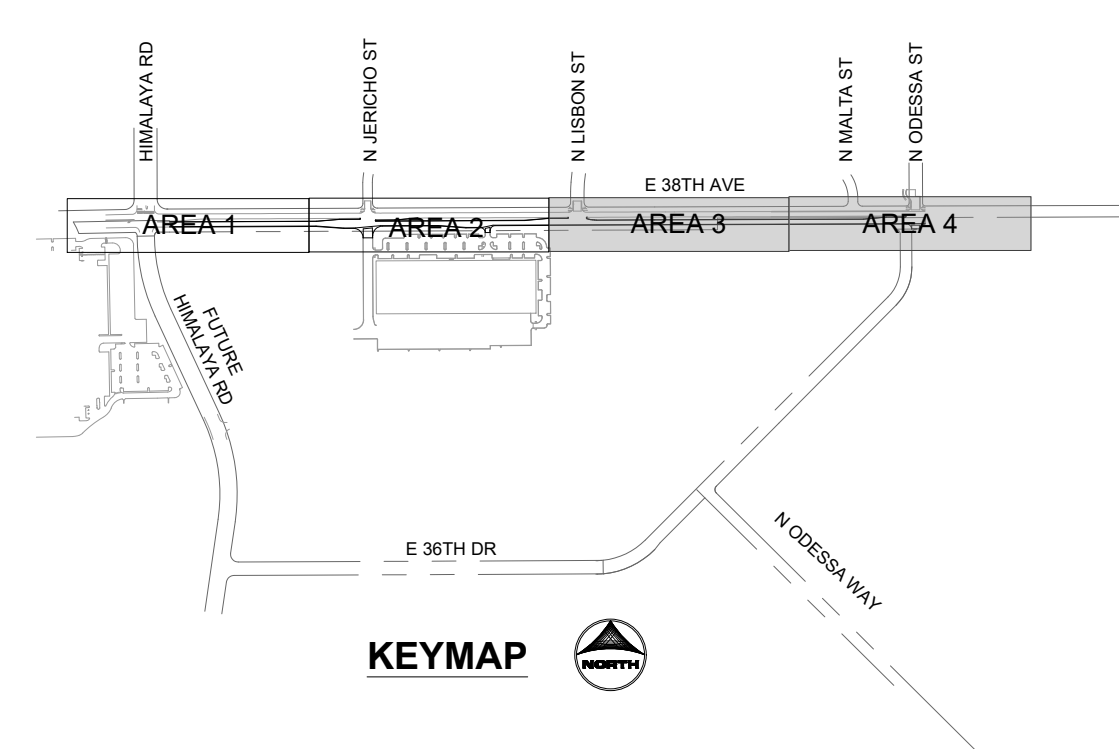 HIMALAYA RD
N JERICHO ST
N LISBON ST
N MALTA ST
N ODESSA ST
E 38TH AVE
AREA 1
AREA 2
AREA 3
AREA 4
FUTURE
HIMALAYA RD
E 36TH DR
N ODESSA WAY
KEYMAP
NORTH